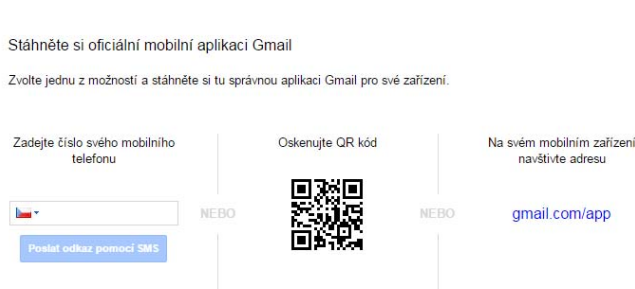 Stáhněte si oficiální mobilní aplikaci Gmail
Zvolte jednu z možností a stáhněte si tu správnou aplikaci Gmail pro své zařízení.
Zadejte číslo svého mobilního
telefonu
Poslat odkaz pomocí SMS
NEBO
Oskenujte QR kód
NEBO
Na svém mobilním zařízení
navštivte adresu
gmail.com/app